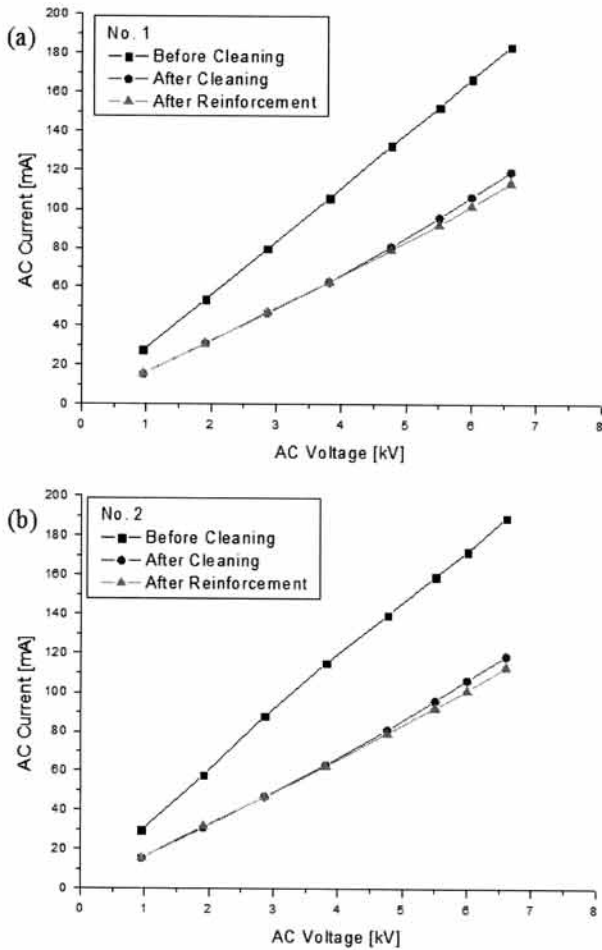 (a)
No. 1
Before Cleaning
After Cleaning
After Reinforcement
AC Current [mA]
200
180
160
140
120
100
80
60
40
20
0
0 1 2 3 4 5 6 7 8
AC Voltage [kV]
(b)
No. 2
Before Cleaning
After Cleaning
After Reinforcement
AC Current [mA]
200
180
160
140
120
100
80
60
40
20
0
0 1 2 3 4 5 6 7 8
AC Voltage [kV]